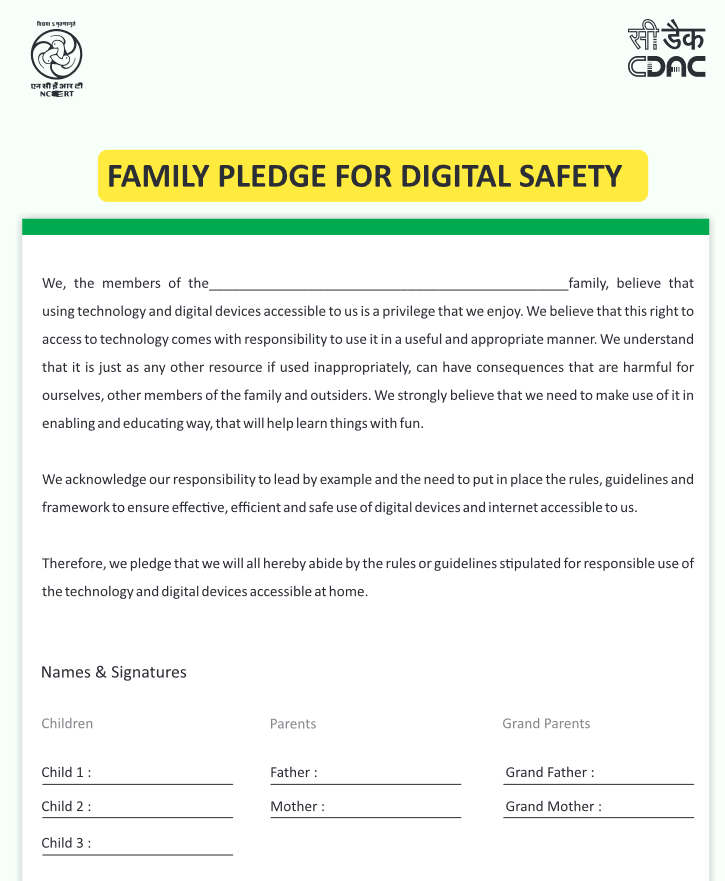 विद्यया ऽ मृतमश्नुते
एन सी ई आर टी
NCERT
सी डैक
CDAC
FAMILY PLEDGE FOR DIGITAL SAFETY
We, the members of the______________________________________________family, believe that
using technology and digital devices accessible to us is a privilege that we enjoy. We believe that this right to
access to technology comes with responsibility to use it in a useful and appropriate manner. We understand
that it is just as any other resource if used inappropriately, can have consequences that are harmful for
ourselves, other members of the family and outsiders. We strongly believe that we need to make use of it in
enabling and educating way, that will help learn things with fun.
We acknowledge our responsibility to lead by example and the need to put in place the rules, guidelines and
framework to ensure effective, efficient and safe use of digital devices and internet accessible to us.
Therefore, we pledge that we will all hereby abide by the rules or guidelines stipulated for responsible use of
the technology and digital devices accessible at home.
Names & Signatures
Children Parents Grand Parents
Child 1 : Father : Grand Father :
Child 2 : Mother : Grand Mother :
Child 3 :